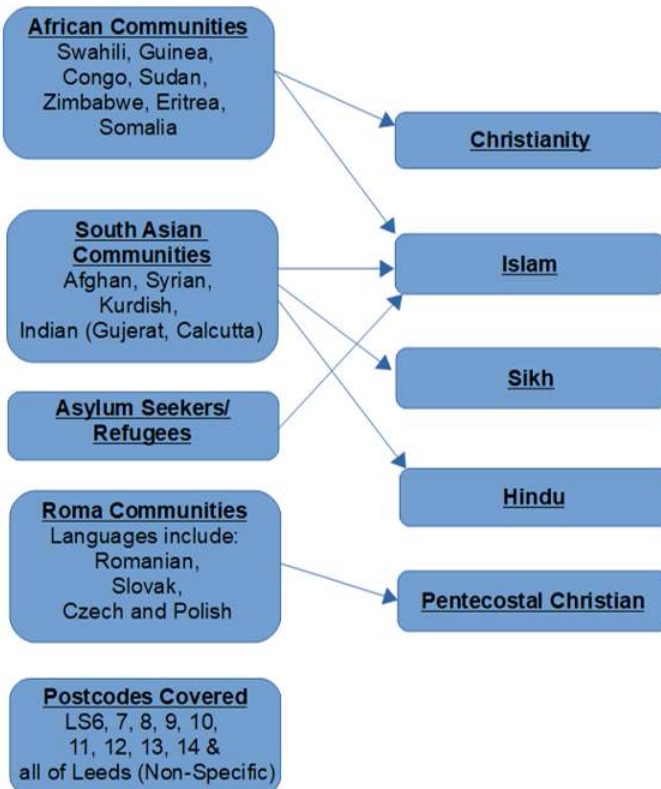 African Communities
Swahili, Guinea,
Congo, Sudan,
Zimbabwe, Eritrea,
Somalia
Christianity
South Asian
Communities
Afghan, Syrian,
Kurdish,
Indian (Gujerat, Calcutta)
Islam
Sikh
Asylum Seekers/
Refugees
Hindu
Roma Communities
Languages include:
Romanian,
Slovak,
Czech and Polish
Pentecostal Christian
Postcodes Covered
LS6, 7, 8, 9, 10,
11, 12, 13, 14 &
all of Leeds (Non-Specific)